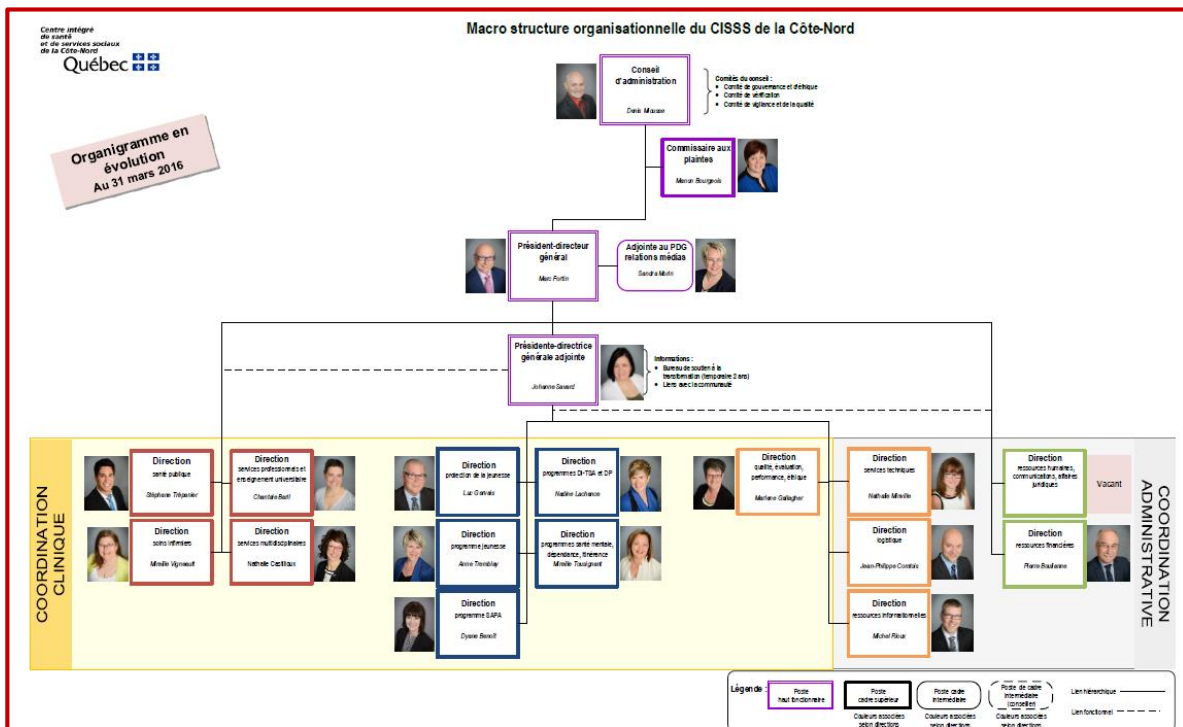 Centre intégré
de santé
et de services sociaux
de la Côte-Nord
Québec
Macro structure organisationnelle du CISSS de la Côte-Nord
Organigramme en
évolution
Au 31 mars 2016
Conseil
d'administration
Comités du conseil :
• Comité de gouvernance et d'éthique
• Comité de vérification
• Comité de vigilance et de la qualité
Commissaire aux
plaintes
Manon Bourgeois
Président-directeur
général
Marc Fortin
Adjointe au PDG
relations médias
Sandra Morin
Présidente-directrice
générale adjointe
Johanne Savard
Informations :
• Bureau de soutien à la
transformation (temporaire 2 ans)
• Liens avec la communauté
COORDINATION
CLINIQUE
Direction
santé publique
Stéphane Trépanier
Direction
services professionnels et
enseignement universitaire
Direction
soins infirmiers
Mireille Vigneault
Direction
services multidisciplinaires
Nathalie Castilloux
Direction
protection de la jeunesse
Luc Gervais
Direction
programmes DI-TSA et DP
Nadine Lachance
Direction
programme jeunesse
Anne Tremblay
Direction
programmes santé mentale,
dépendance, itinérance
Mireille Tousignant
Direction
programme SAPA
Dyane Benoît
Direction
qualité, évaluation,
performance, éthique
Marlene Gallagher
Direction
services techniques
Nathalie Minville
Direction
logistique
Jean-Philippe Comtois
Direction
ressources informationnelles
Michel Rioux
Direction
ressources humaines,
communications, affaires
juridiques
Vacant
Direction
ressources financières
COORDINATION
ADMINISTRATIVE
Légende :
Poste
haut fonctionnaire
Poste
cadre supérieur
Couleurs associées
selon directions
Poste cadre
intermédiaire
Couleurs associées
selon directions
Poste de cadre
intermédiaire
(conseiller)
Couleurs associées
selon directions
Lien hiérarchique
Lien fonctionnel